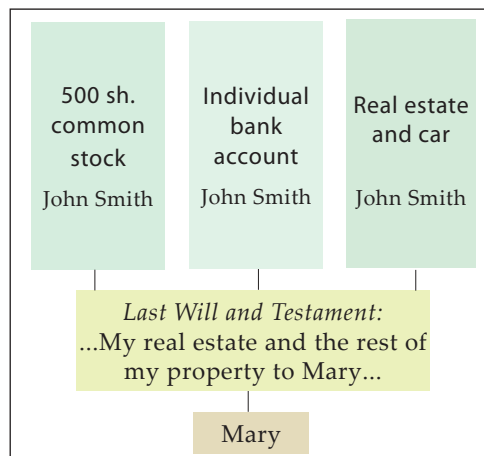 500 sh.
common
stock
John Smith
Individual
bank
account
John Smith
Real estate
and car
John Smith
Last Will and Testament:
...My real estate and the rest of
my property to Mary...
Mary